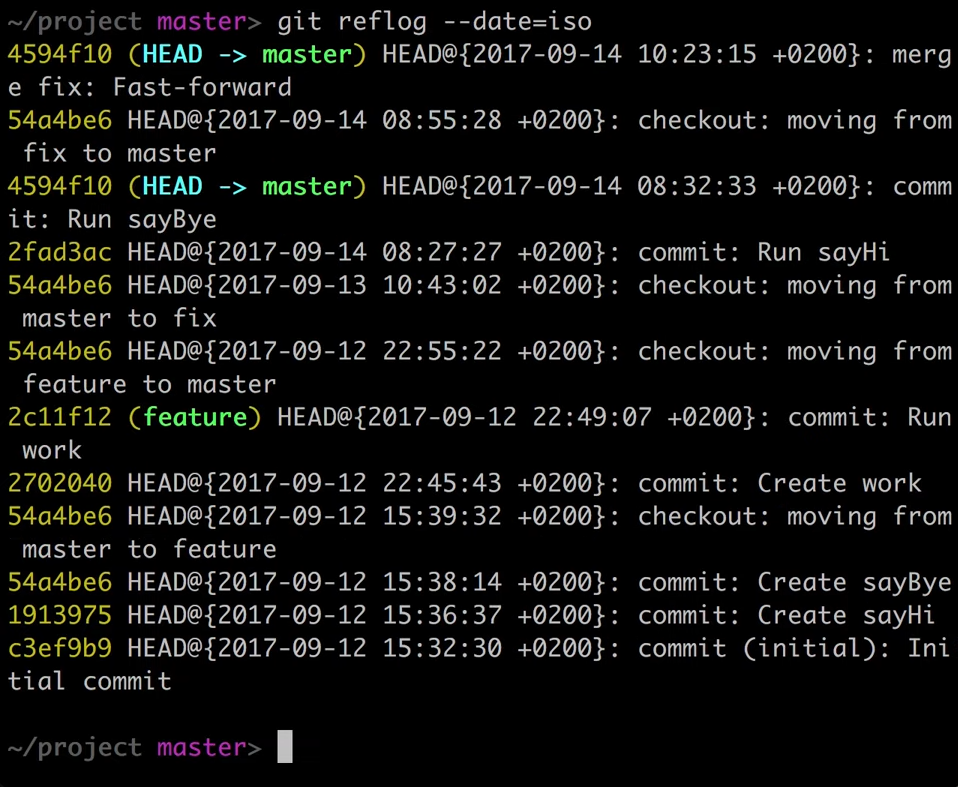 ~/project master> git reflog --date=iso
4594f10 (HEAD -> master) HEAD@{2017-09-14 10:23:15 +0200}: merg
e fix: Fast-forward
54a4be6 HEAD@{2017-09-14 08:55:28 +0200}: checkout: moving from
 fix to master
4594f10 (HEAD -> master) HEAD@{2017-09-14 08:32:33 +0200}: comm
it: Run sayBye
2fad3ac HEAD@{2017-09-14 08:27:27 +0200}: commit: Run sayHi
54a4be6 HEAD@{2017-09-13 10:43:02 +0200}: checkout: moving from
 master to fix
54a4be6 HEAD@{2017-09-12 22:55:22 +0200}: checkout: moving from
 feature to master
2c11f12 (feature) HEAD@{2017-09-12 22:49:07 +0200}: commit: Run
 work
2702040 HEAD@{2017-09-12 22:45:43 +0200}: commit: Create work
54a4be6 HEAD@{2017-09-12 15:39:32 +0200}: checkout: moving from
 master to feature
54a4be6 HEAD@{2017-09-12 15:38:14 +0200}: commit: Create sayBye
1913975 HEAD@{2017-09-12 15:36:37 +0200}: commit: Create sayHi
c3ef9b9 HEAD@{2017-09-12 15:32:30 +0200}: commit (initial): Ini
tial commit
~/project master>